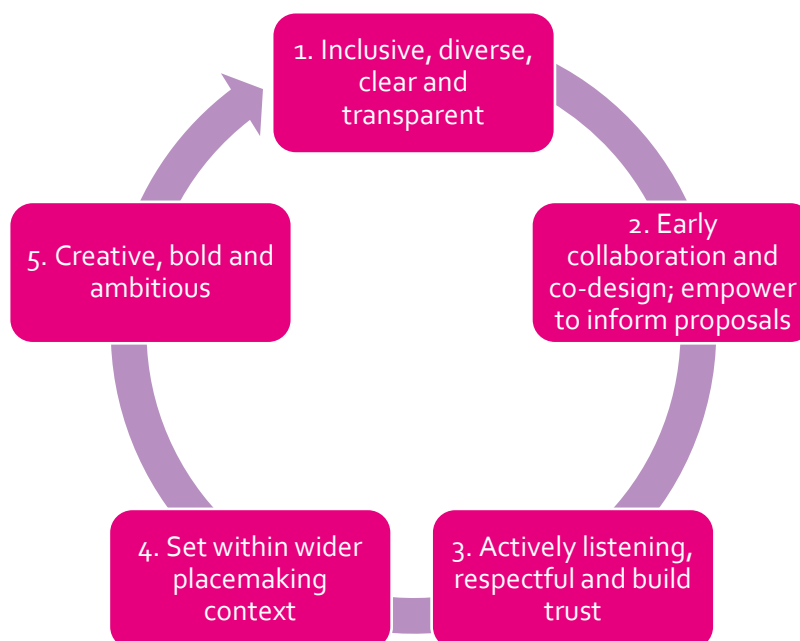 1. Inclusive, diverse,
clear and
transparent
2. Early
collaboration and
co-design; empower
to inform proposals
3. Actively listening,
respectful and build
trust
4. Set within wider
placemaking
context
5. Creative, bold and
ambitious